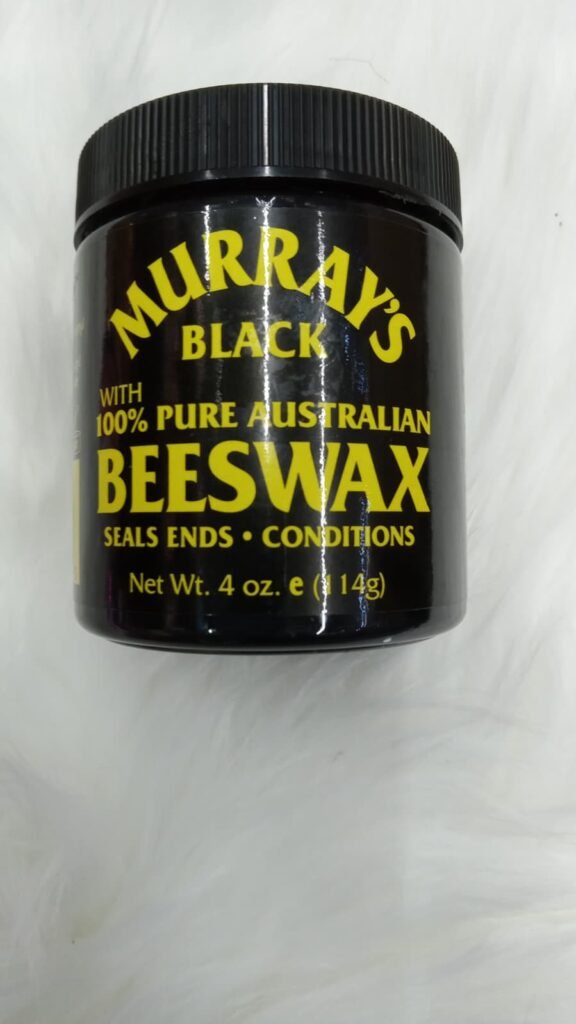 MURRAY'S
BLACK
WITH
100% PURE AUSTRALIAN
BEESWAX
SEALS ENDS • CONDITIONS
Net Wt. 4 oz. e (114g)